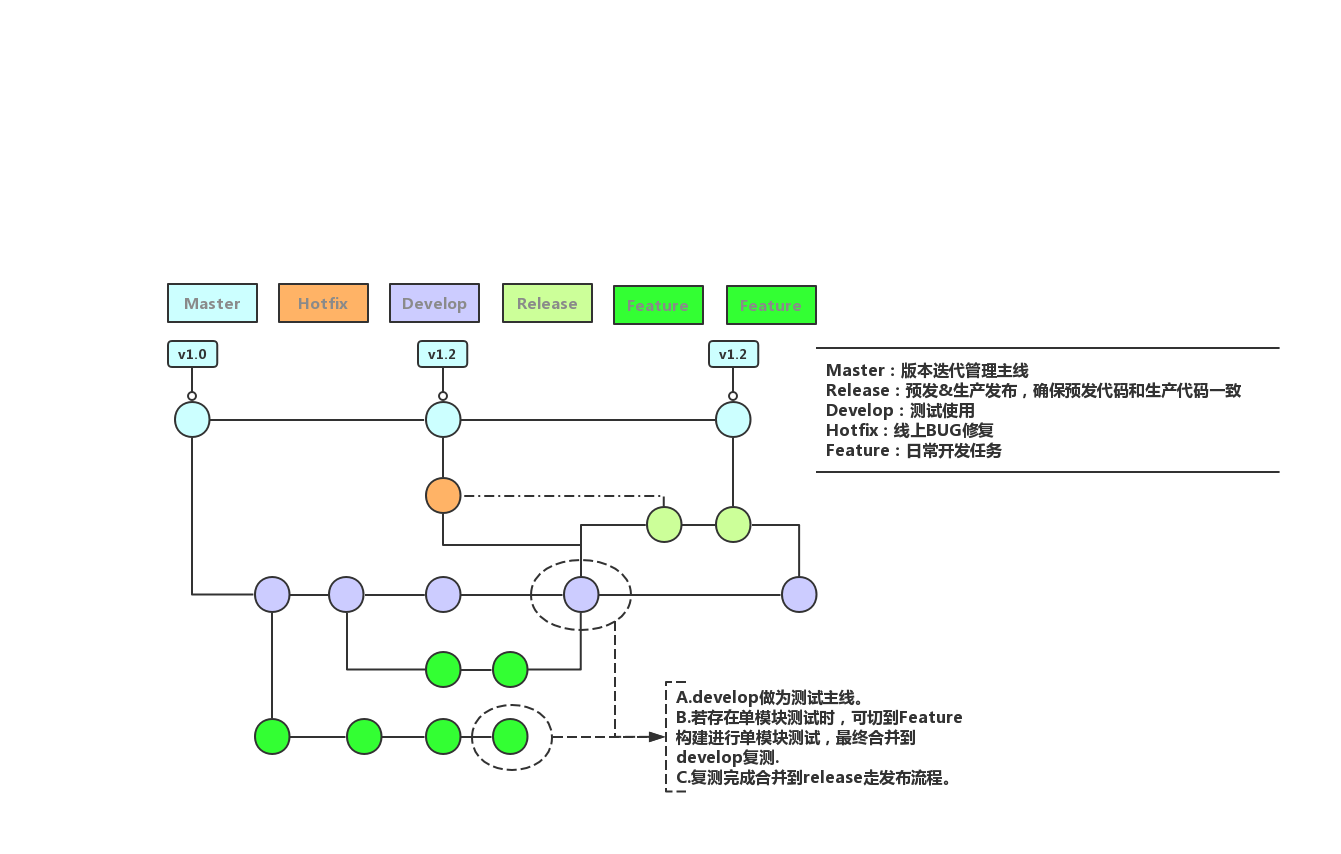 Master
Hotfix
Develop
Release
Feature
Feature
v1.0
v1.2
v1.2
Master：版本迭代管理主线
Release：预发&生产发布，确保预发代码和生产代码一致
Develop：测试使用
Hotfix：线上BUG修复
Feature：日常开发任务
A.develop做为测试主线。
B.若存在单模块测试时，可切到Feature
构建进行单模块测试，最终合并到
develop复测.
C.复测完成合并到release走发布流程。